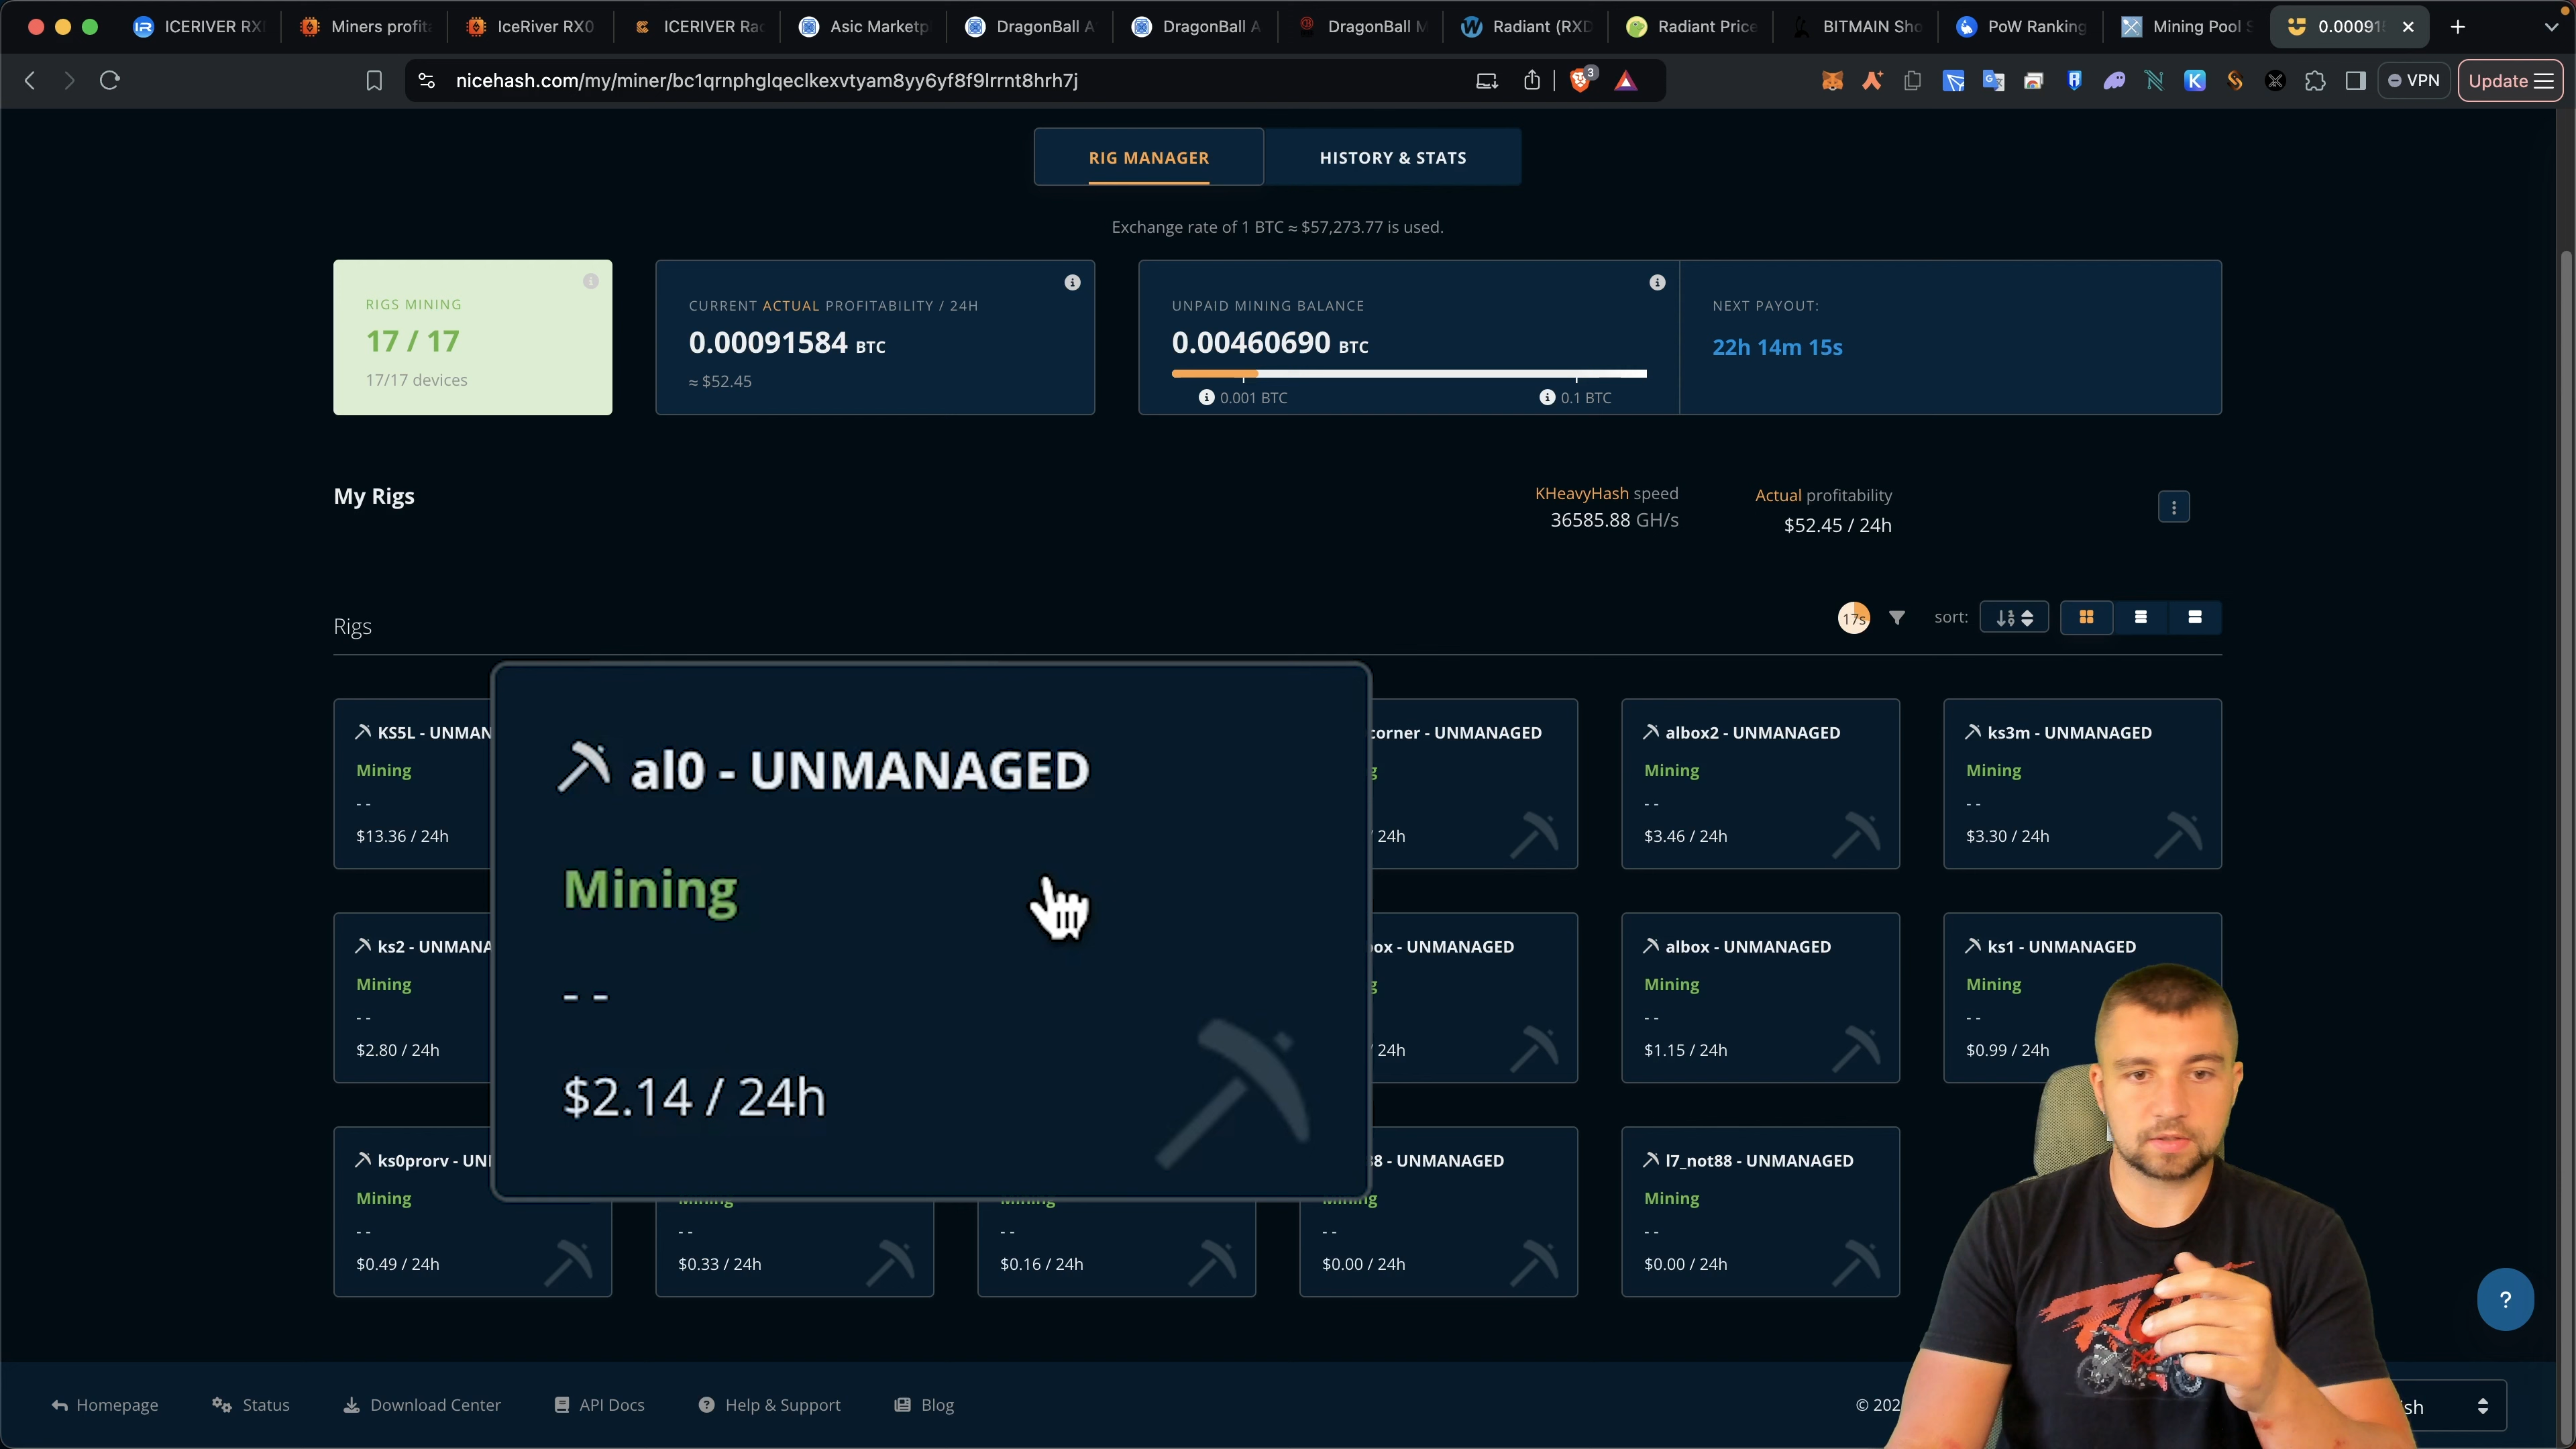 ICERIVER RX
Miners profit
IceRiver RX0
ICERIVER Rad
Asic Marketp
DragonBall A
DragonBall A
DragonBall M
Radiant (RXD
Radiant Price
BITMAIN Sho
PoW Ranking
Mining Pool S
0.00091
nicehash.com/my/miner/bc1qrnphglqeclkexvtyam8yy6yf8f9lrrnt8hrh7j
3
VPN
Update
RIG MANAGER
HISTORY & STATS
Exchange rate of 1 BTC ≈ $57,273.77 is used.
RIGS MINING
17 / 17
17/17 devices
CURRENT ACTUAL PROFITABILITY / 24H
0.00091584 BTC
≈ $52.45
UNPAID MINING BALANCE
0.00460690 BTC
0.001 BTC
0.1 BTC
NEXT PAYOUT:
22h 14m 15s
My Rigs
KHeavyHash speed
36585.88 GH/s
Actual profitability
$52.45 / 24h
Rigs
17s
sort:
KS5L - UNMAN
Mining
- -
$13.36 / 24h
al0 - UNMANAGED
Mining
- -
$2.14 / 24h
corner - UNMANAGED
24h
albox2 - UNMANAGED
Mining
- -
$3.46 / 24h
ks3m - UNMANAGED
Mining
- -
$3.30 / 24h
ks2 - UNMANA
Mining
- -
$2.80 / 24h
ox - UNMANAGED
24h
albox - UNMANAGED
Mining
- -
$1.15 / 24h
ks1 - UNMANAGED
Mining
- -
$0.99 / 24h
ks0prorv - UN
Mining
- -
$0.49 / 24h
Mining
- -
$0.33 / 24h
Mining
- -
$0.16 / 24h
8 - UNMANAGED
Mining
- -
$0.00 / 24h
l7_not88 - UNMANAGED
Mining
- -
$0.00 / 24h
?
Homepage
Status
Download Center
API Docs
Help & Support
Blog
© 202
sh